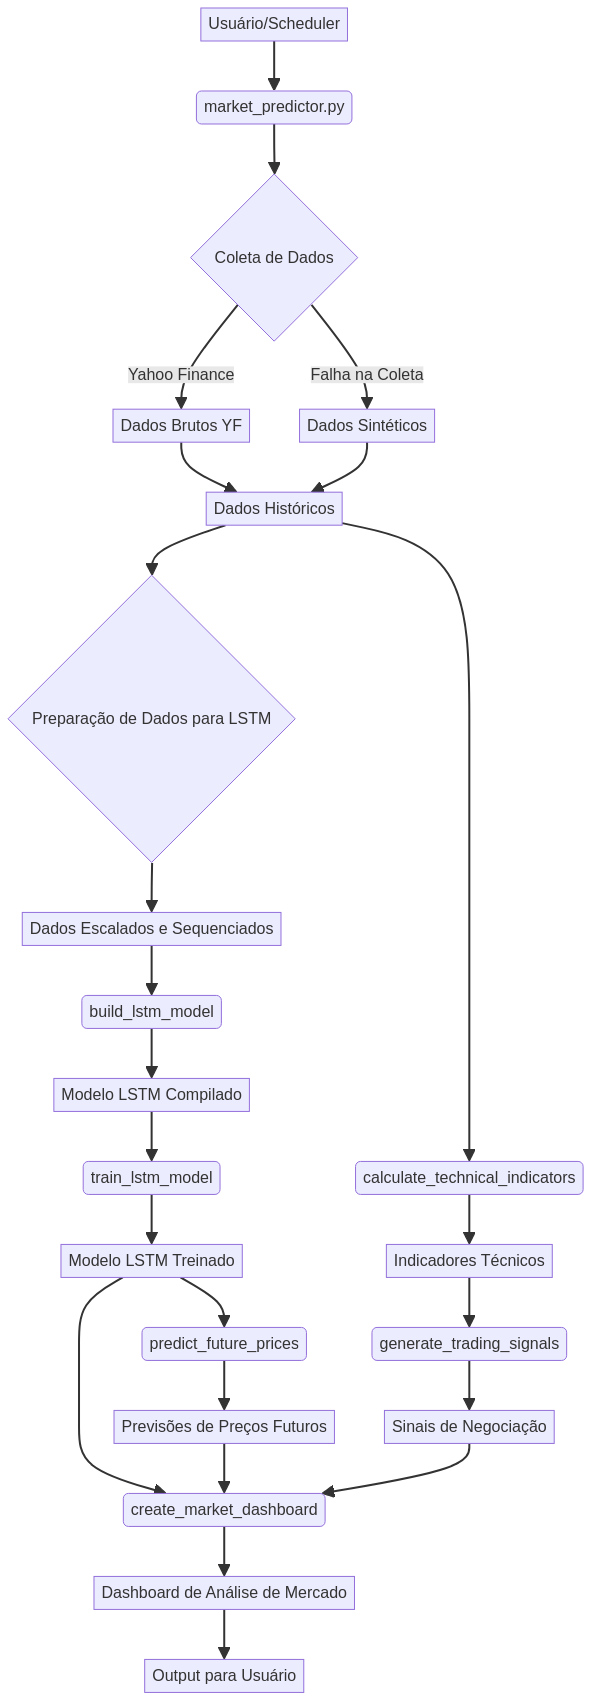 Usuário/Scheduler
market_predictor.py
Coleta de Dados
Yahoo Finance
Falha na Coleta
Dados Brutos YF
Dados Sintéticos
Dados Históricos
Preparação de Dados para LSTM
Dados Escalados e Sequenciados
build_lstm_model
Modelo LSTM Compilado
train_lstm_model
calculate_technical_indicators
Modelo LSTM Treinado
Indicadores Técnicos
predict_future_prices
generate_trading_signals
Previsões de Preços Futuros
Sinais de Negociação
create_market_dashboard
Dashboard de Análise de Mercado
Output para Usuário